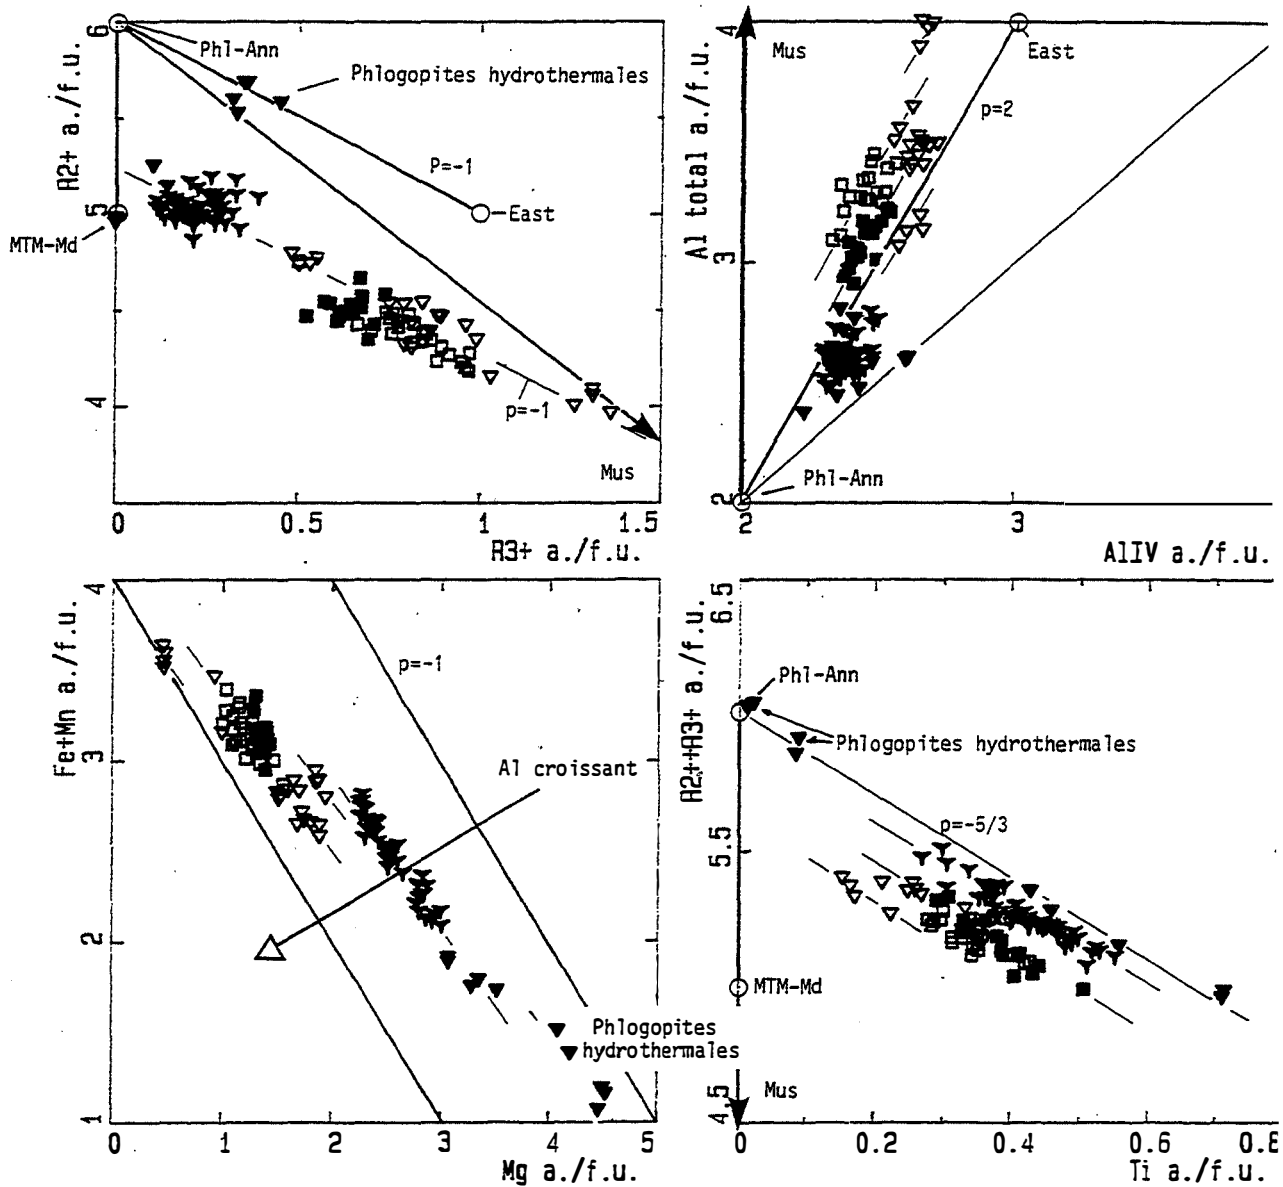 6
Phl-Ann
Phlogopites hydrothermales
P=-1
East
5
MTM-Md
4
p=-1
Mus
R2+ a./f.u.
0 0.5 1 1.5
R3+ a./f.u.
4
Mus
East
p=2
3
Phl-Ann
2
Al total a./f.u.
2 3
AlIV a./f.u.
4
p=-1
3
Al croissant
2
Phlogopites
hydrothermales
1
Fe+Mn a./f.u.
0 1 2 3 4 5
Mg a./f.u.
6.5
Phl-Ann
Phlogopites hydrothermales
p=-5/3
5.5
MTM-Md
Mus
4.5
R2++R3+ a./f.u.
0 0.2 0.4 0.6 0.8
Ti a./f.u.